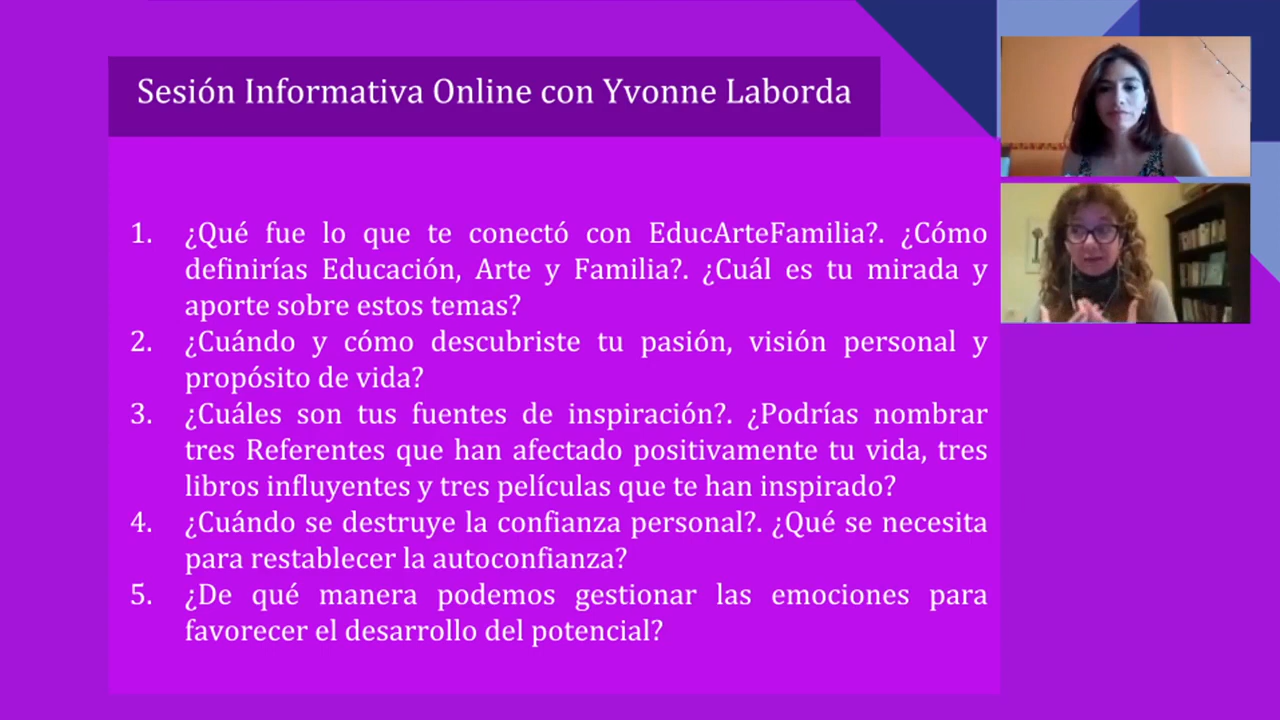 Sesión Informativa Online con Yvonne Laborda
1. ¿Qué fue lo que te conectó con EducArteFamilia?. ¿Cómo
definirías Educación, Arte y Familia?. ¿Cuál es tu mirada y
aporte sobre estos temas?
2. ¿Cuándo y cómo descubriste tu pasión, visión personal y
propósito de vida?
3. ¿Cuáles son tus fuentes de inspiración?. ¿Podrías nombrar
tres Referentes que han afectado positivamente tu vida, tres
libros influyentes y tres películas que te han inspirado?
4. ¿Cuándo se destruye la confianza personal?. ¿Qué se necesita
para restablecer la autoconfianza?
5. ¿De qué manera podemos gestionar las emociones para
favorecer el desarrollo del potencial?